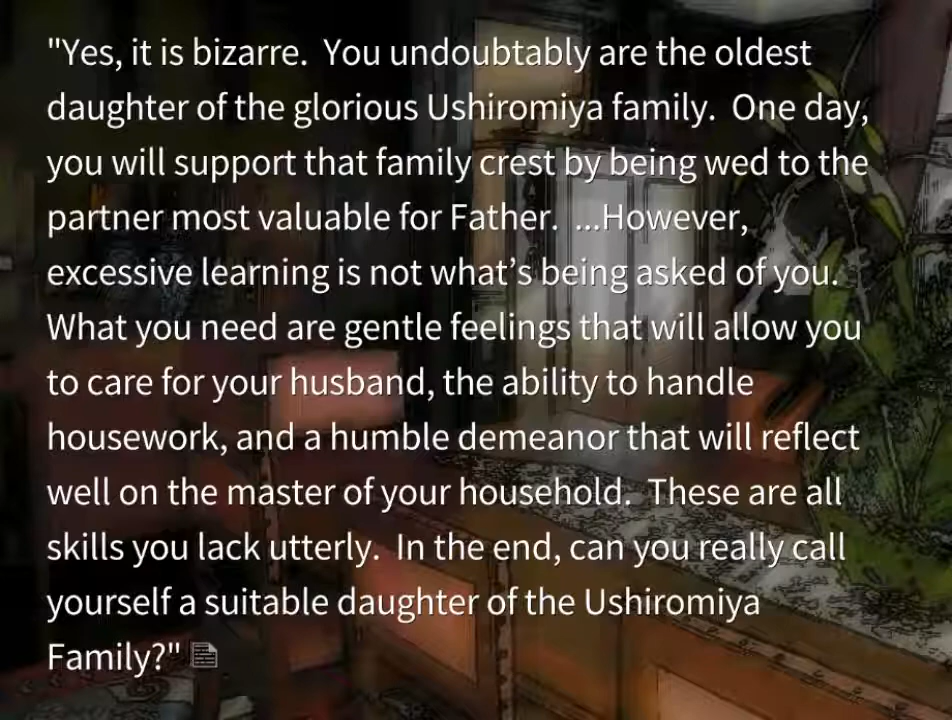 "Yes, it is bizarre.  You undoubtably are the oldest
daughter of the glorious Ushiromiya family.  One day,
you will support that family crest by being wed to the
partner most valuable for Father.  ...However,
excessive learning is not what’s being asked of you.
What you need are gentle feelings that will allow you
to care for your husband, the ability to handle
housework, and a humble demeanor that will reflect
well on the master of your household.  These are all
skills you lack utterly.  In the end, can you really call
yourself a suitable daughter of the Ushiromiya
Family?"